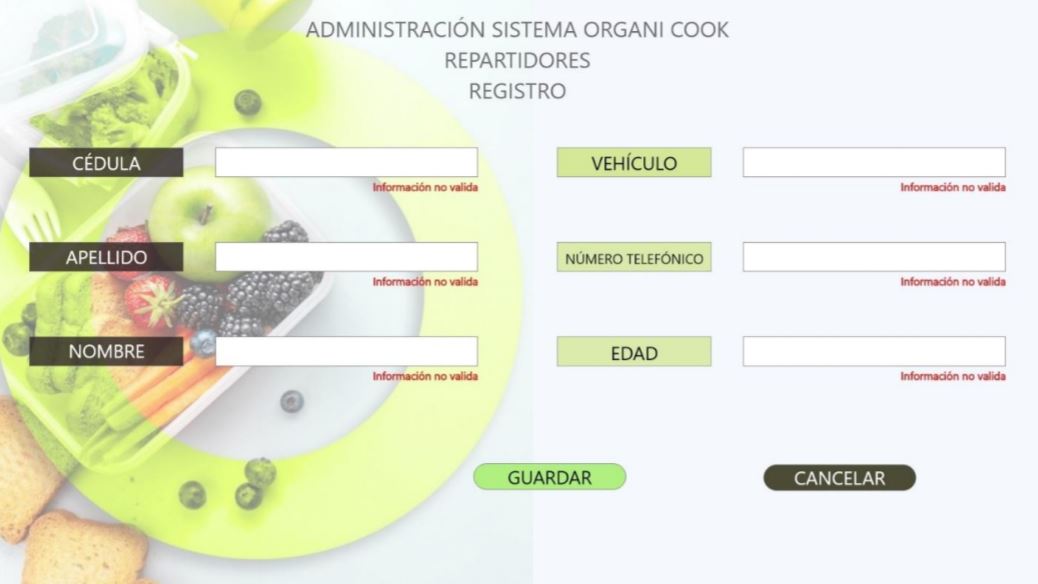 ADMINISTRACIÓN SISTEMA ORGANI COOK
REPARTIDORES
REGISTRO
CÉDULA
Información no valida
VEHÍCULO
Información no valida
APELLIDO
Información no valida
NÚMERO TELEFÓNICO
Información no valida
NOMBRE
Información no valida
EDAD
Información no valida
GUARDAR
CANCELAR